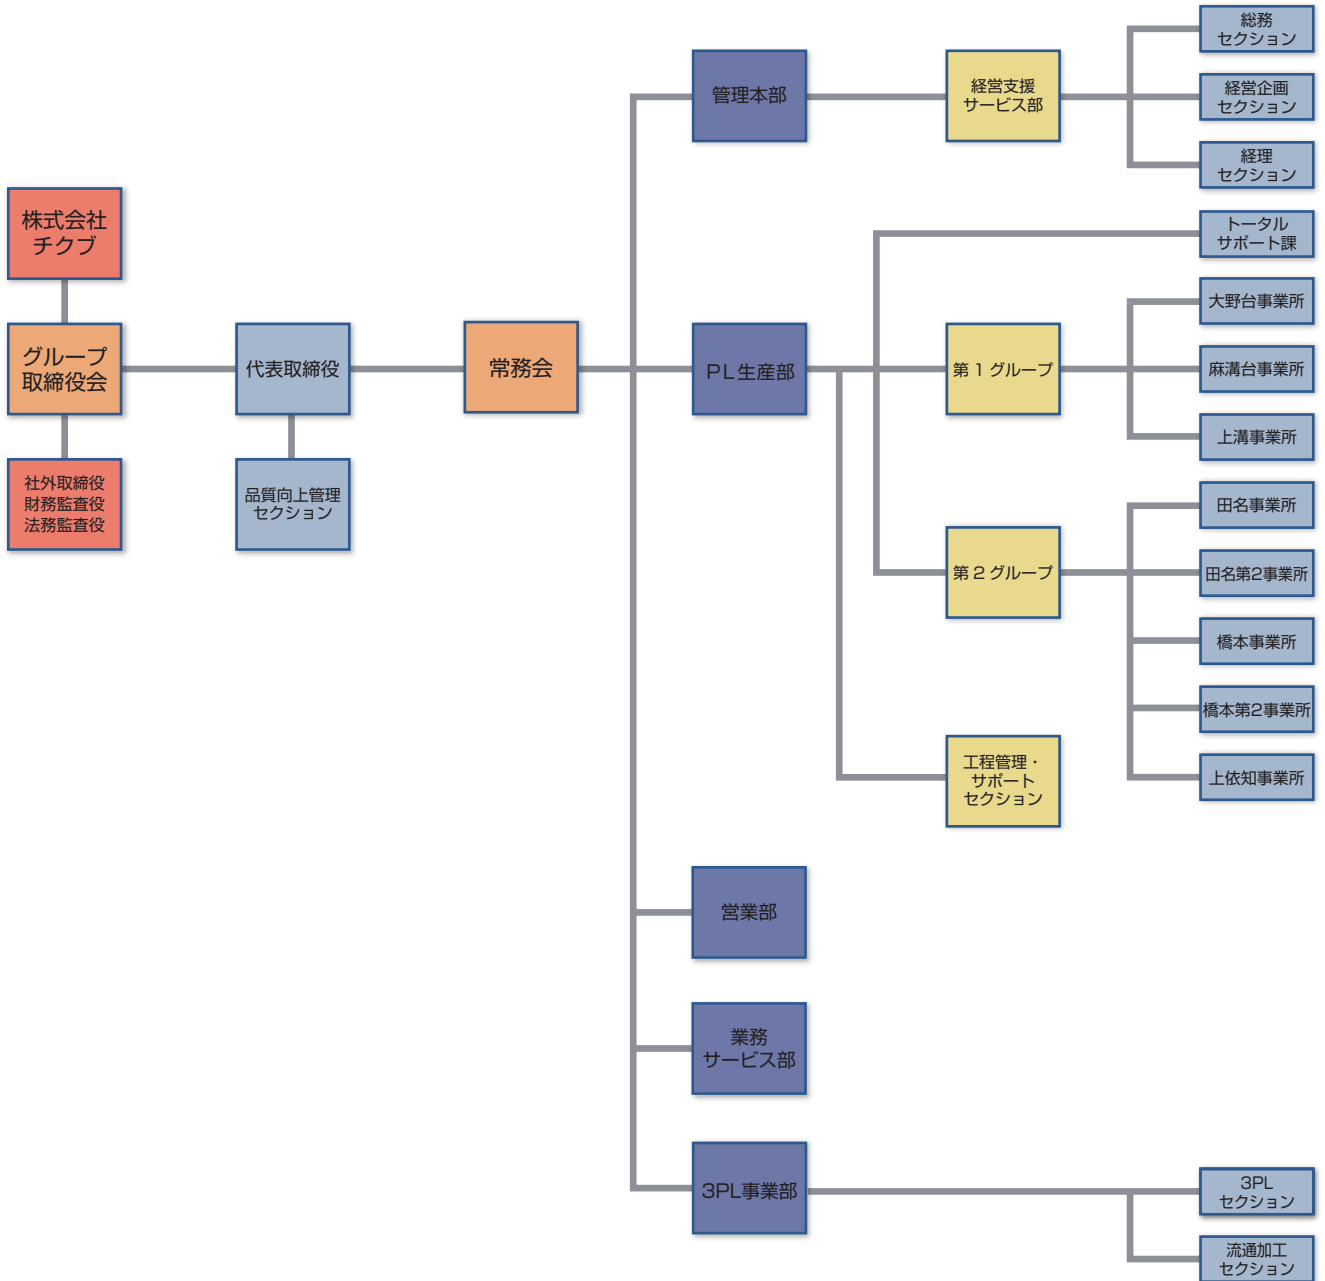 株式会社
チクブ
グループ
取締役会
社外取締役
財務監査役
法務監査役
代表取締役
品質向上管理
セクション
常務会
管理本部
経営支援
サービス部
総務
セクション
経営企画
セクション
経理
セクション
PL生産部
トータル
サポート課
第1グループ
大野台事業所
麻溝台事業所
上溝事業所
第2グループ
田名事業所
田名第2事業所
橋本事業所
橋本第2事業所
上依知事業所
工程管理・
サポート
セクション
営業部
業務
サービス部
3PL事業部
3PL
セクション
流通加工
セクション